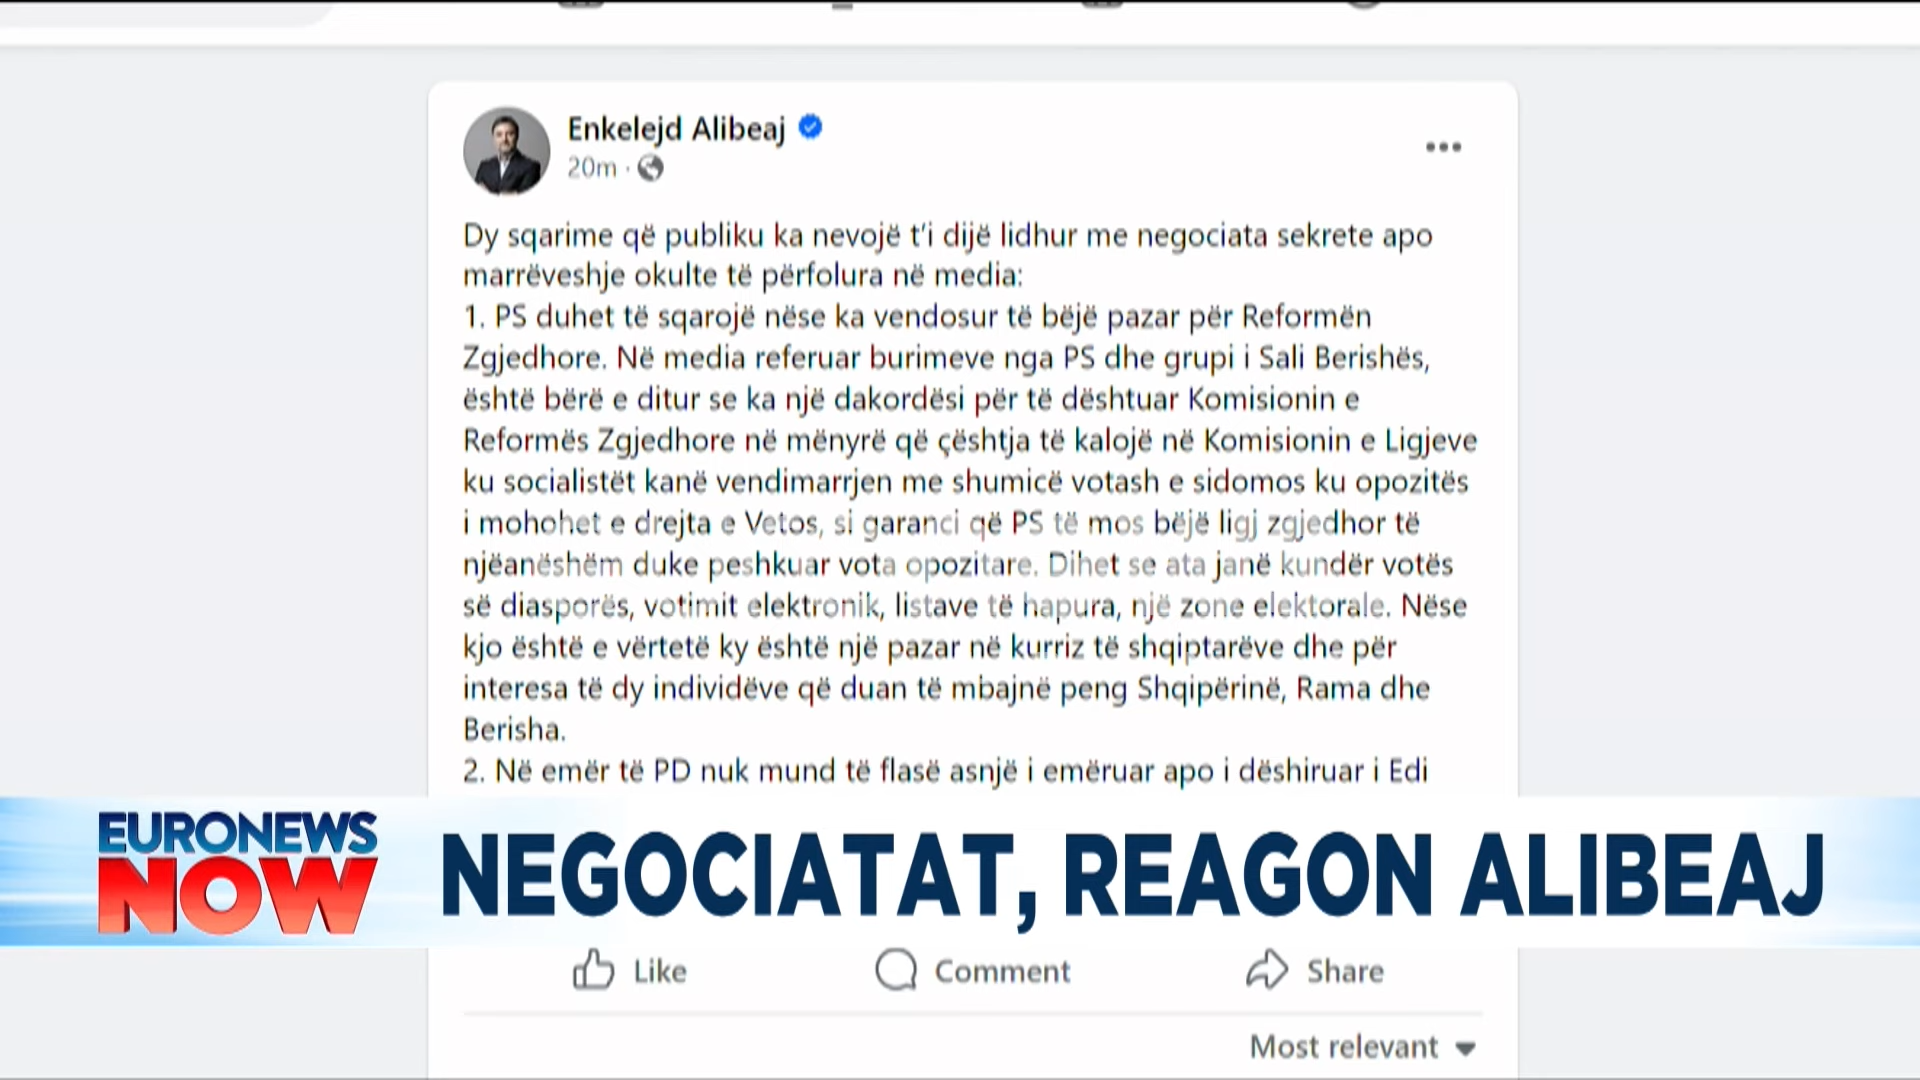 Enkelejd Alibeaj
20m ·
Dy sqarime që publiku ka nevojë t'i dijë lidhur me negociata sekrete apo
marrëveshje okulte të përfolura në media:
1. PS duhet të sqarojë nëse ka vendosur të bëjë pazar për Reformën
Zgjedhore. Në media referuar burimeve nga PS dhe grupi i Sali Berishës,
është bërë e ditur se ka një dakordësi për të dështuar Komisionin e
Reformës Zgjedhore në mënyrë që çështja të kalojë në Komisionin e Ligjeve
ku socialistët kanë vendimarrjen me shumicë votash e sidomos ku opozitës
i mohohet e drejta e Vetos, si garanci që PS të mos bëjë ligj zgjedhor të
njëanëshëm duke peshkuar vota opozitare. Dihet se ata janë kundër votës
së diasporës, votimit elektronik, listave të hapura, një zone elektorale. Nëse
kjo është e vërtetë ky është një pazar në kurriz të shqiptarëve dhe për
interesa të dy individëve që duan të mbajnë peng Shqipërinë, Rama dhe
Berisha.
2. Në emër të PD nuk mund të flasë asnjë i emëruar apo i dëshiruar i Edi
EURONEWS
NOW
NEGOCIATAT, REAGON ALIBEAJ
Like
Comment
Share
Most relevant